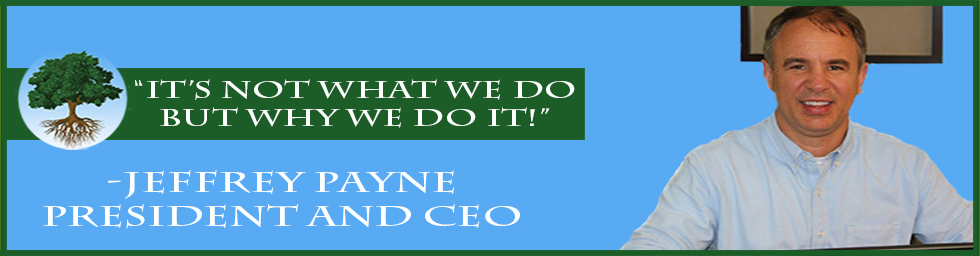 “IT’S NOT WHAT WE DO
BUT WHY WE DO IT!”
-JEFFREY PAYNE
PRESIDENT AND CEO